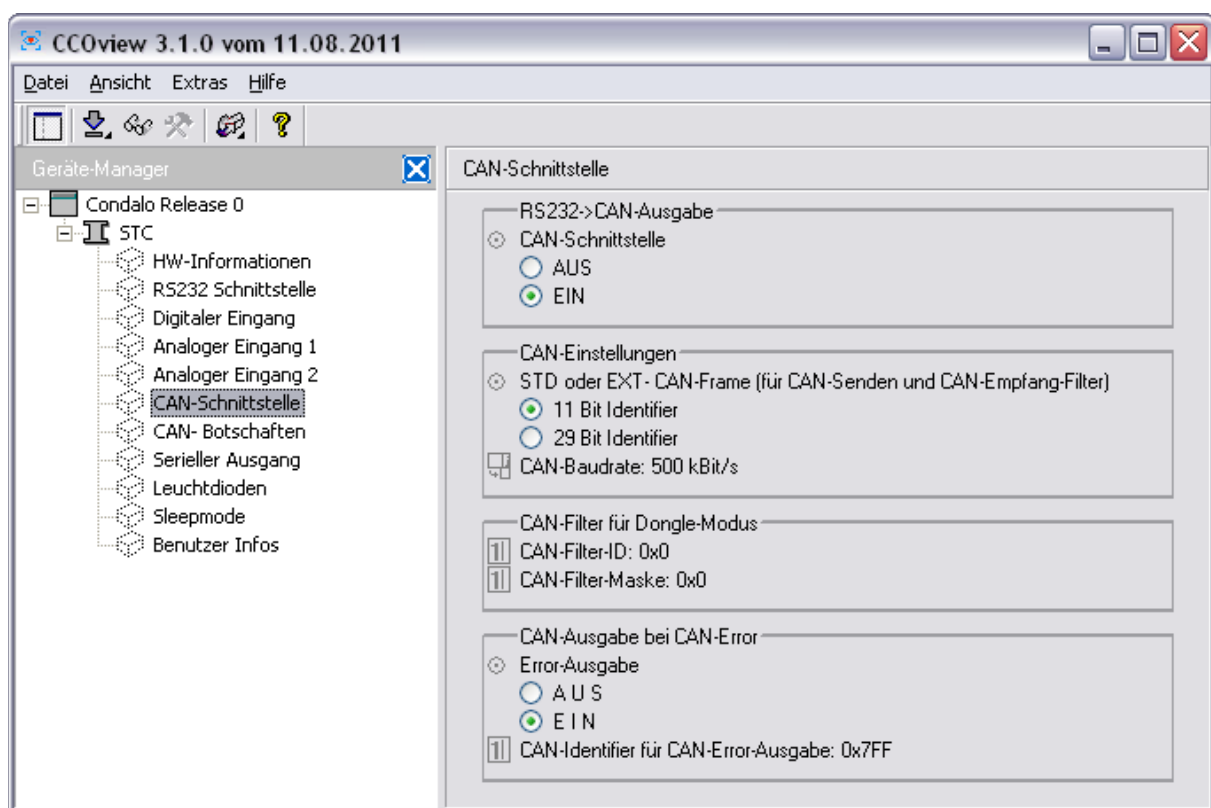 CCOview 3.1.0 vom 11.08.2011
Datei Ansicht Extras Hilfe
Geräte-Manager
Condalo Release 0
STC
HW-Informationen
RS232 Schnittstelle
Digitaler Eingang
Analoger Eingang 1
Analoger Eingang 2
CAN-Schnittstelle
CAN- Botschaften
Serieller Ausgang
Leuchtdioden
Sleepmode
Benutzer Infos
CAN-Schnittstelle
RS232->CAN-Ausgabe
CAN-Schnittstelle
AUS
EIN
CAN-Einstellungen
STD oder EXT- CAN-Frame (für CAN-Senden und CAN-Empfang-Filter)
11 Bit Identifier
29 Bit Identifier
CAN-Baudrate: 500 kBit/s
CAN-Filter für Dongle-Modus
CAN-Filter-ID: 0x0
CAN-Filter-Maske: 0x0
CAN-Ausgabe bei CAN-Error
Error-Ausgabe
A U S
E I N
CAN-Identifier für CAN-Error-Ausgabe: 0x7FF